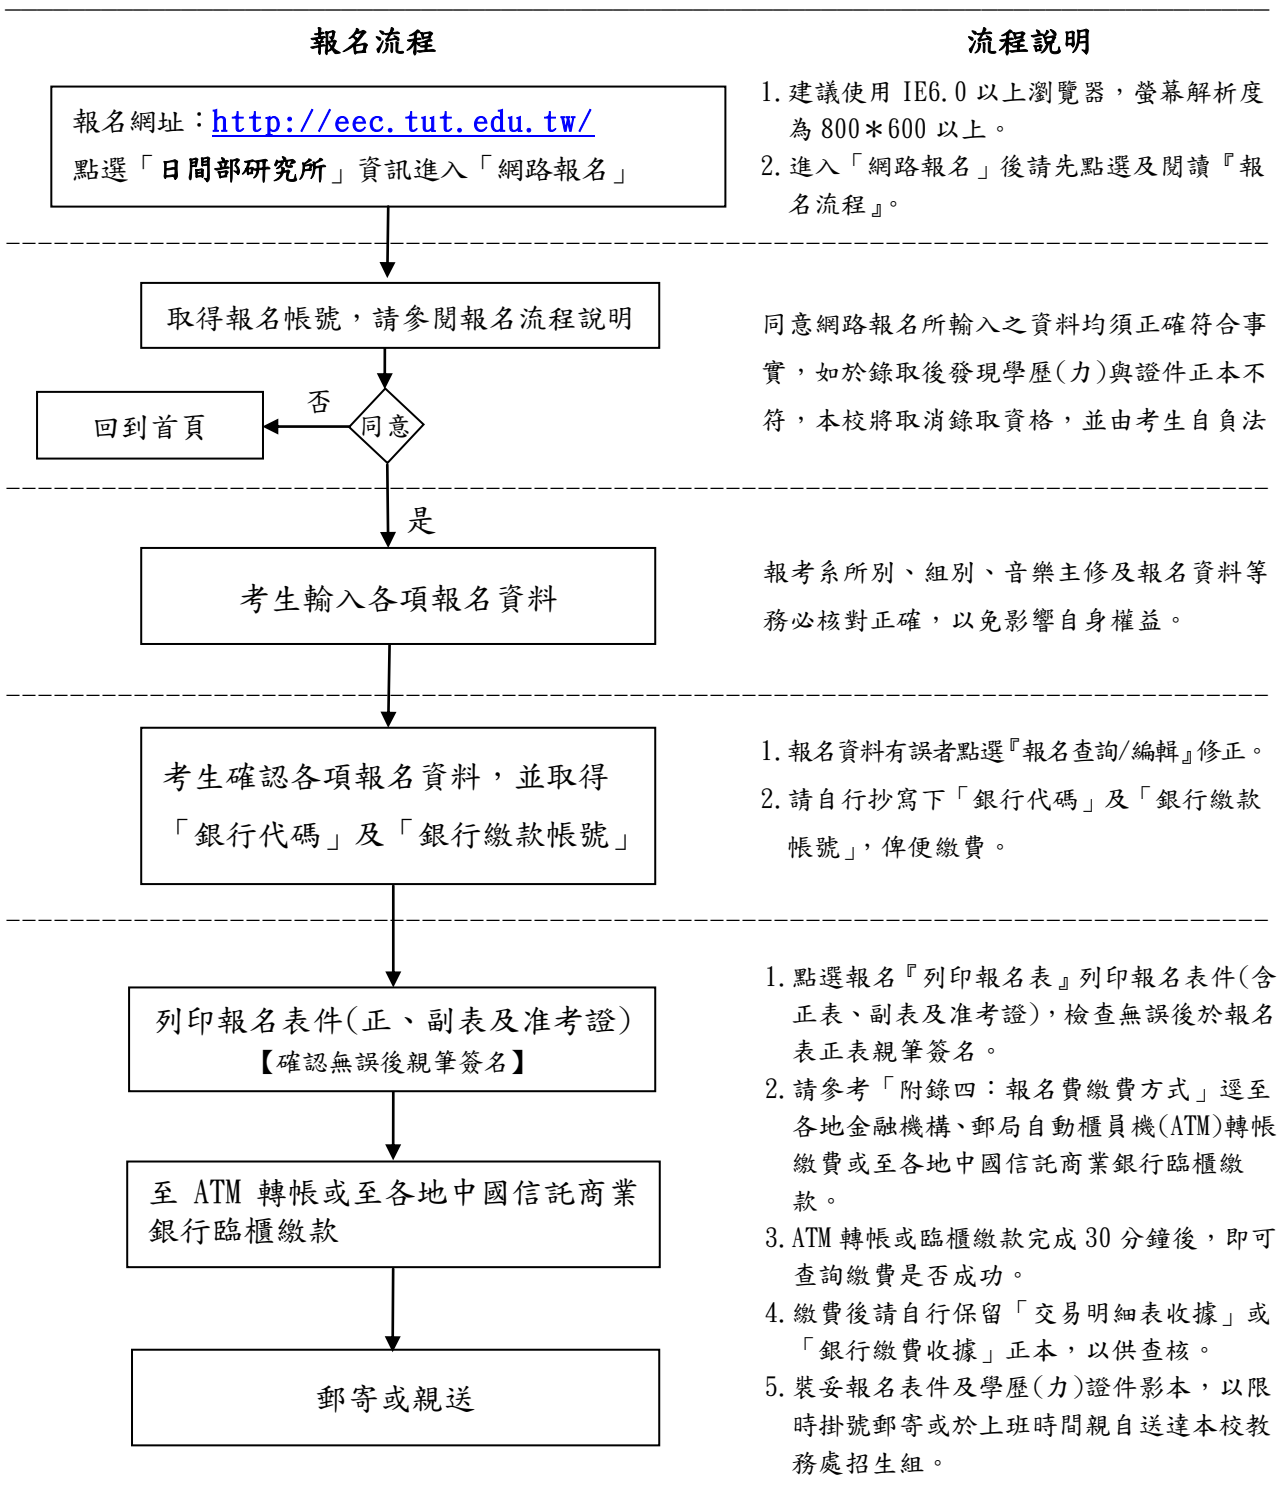 報名流程
流程說明
報名網址：http://eec.tut.edu.tw/
點選「日間部研究所」資訊進入「網路報名」
1.建議使用 IE6.0 以上瀏覽器，螢幕解析度
為 800＊600 以上。
2.進入「網路報名」後請先點選及閱讀『報
名流程』。
取得報名帳號，請參閱報名流程說明
否
同意
回到首頁
同意網路報名所輸入之資料均須正確符合事
實，如於錄取後發現學歷(力)與證件正本不
符，本校將取消錄取資格，並由考生自負法
是
考生輸入各項報名資料
報考系所別、組別、音樂主修及報名資料等
務必核對正確，以免影響自身權益。
考生確認各項報名資料，並取得
「銀行代碼」及「銀行繳款帳號」
1.報名資料有誤者點選『報名查詢/編輯』修正。
2.請自行抄寫下「銀行代碼」及「銀行繳款
帳號」，俾便繳費。
列印報名表件(正、副表及准考證)
【確認無誤後親筆簽名】
至 ATM 轉帳或至各地中國信託商業
銀行臨櫃繳款
郵寄或親送
1.點選報名『列印報名表』列印報名表件(含
正表、副表及准考證)，檢查無誤後於報名
表正表親筆簽名。
2.請參考「附錄四：報名費繳費方式」逕至
各地金融機構、郵局自動櫃員機(ATM)轉帳
繳費或至各地中國信託商業銀行臨櫃繳
款。
3.ATM 轉帳或臨櫃繳款完成 30 分鐘後，即可
查詢繳費是否成功。
4.繳費後請自行保留「交易明細表收據」或
「銀行繳費收據」正本，以供查核。
5.裝妥報名表件及學歷(力)證件影本，以限
時掛號郵寄或於上班時間親自送達本校教
務處招生組。